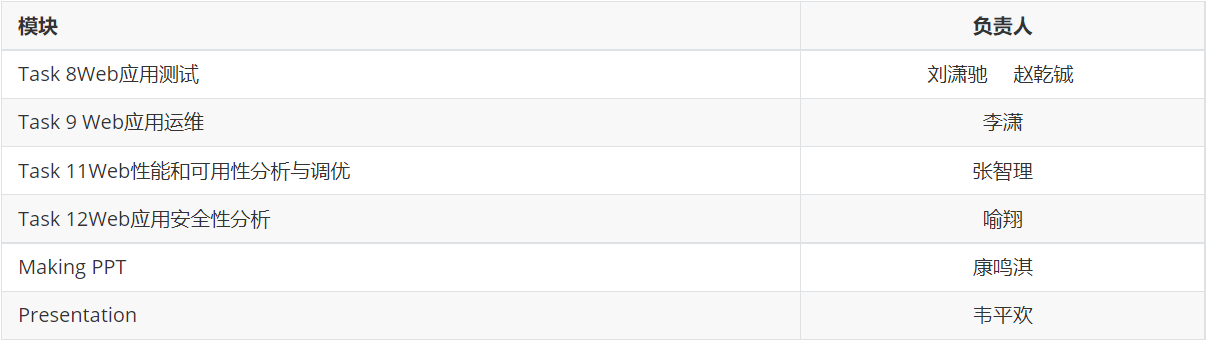 模块 负责人
Task 8Web应用测试 刘潇驰 赵乾铖
Task 9 Web应用运维 李潇
Task 11Web性能和可用性分析与调优 张智理
Task 12Web应用安全性分析 喻翔
Making PPT 康鸣淇
Presentation 韦平欢